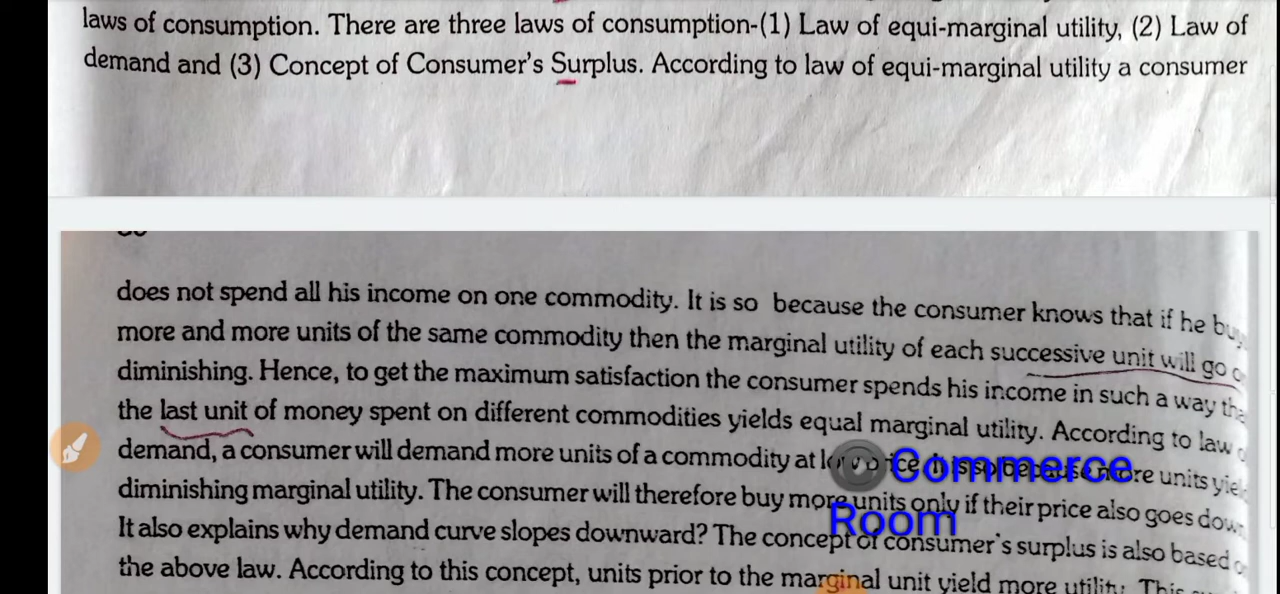 laws of consumption. There are three laws of consumption-(1) Law of equi-marginal utility, (2) Law of
demand and (3) Concept of Consumer's Surplus. According to law of equi-marginal utility a consumer
does not spend all his income on one commodity. It is so because the consumer knows that if he
more and more units of the same commodity then the marginal utility of each successive unit will go
diminishing. Hence, to get the maximum satisfaction the consumer spends his income in such a way
the last unit of money spent on different commodities yields equal marginal utility. According to law
demand, a consumer will demand more units of a commodity at low price. It is so because more units
© Commerce
diminishing marginal utility. The consumer will therefore buy more units only if their price also goes
Room
It also explains why demand curve slopes downward? The concept of consumer's surplus is also based
the above law. According to this concept, units prior to the marginal unit yield more utility. This